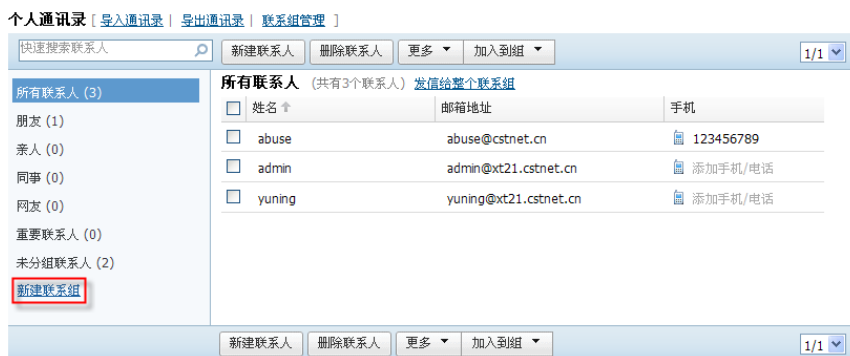 个人通讯录 [ 导入通讯录 | 导出通讯录 | 联系组管理 ]
快速搜索联系人 新建联系人 删除联系人 更多 加入到组 1/1
所有联系人 (3)
朋友 (1)
亲人 (0)
同事 (0)
网友 (0)
重要联系人 (0)
未分组联系人 (2)
新建联系组
所有联系人 (共有3个联系人) 发信给整个联系组
姓名 邮箱地址 手机
abuse abuse@cstnet.cn 123456789
admin admin@xt21.cstnet.cn 添加手机/电话
yuning yuning@xt21.cstnet.cn 添加手机/电话
新建联系人 删除联系人 更多 加入到组 1/1